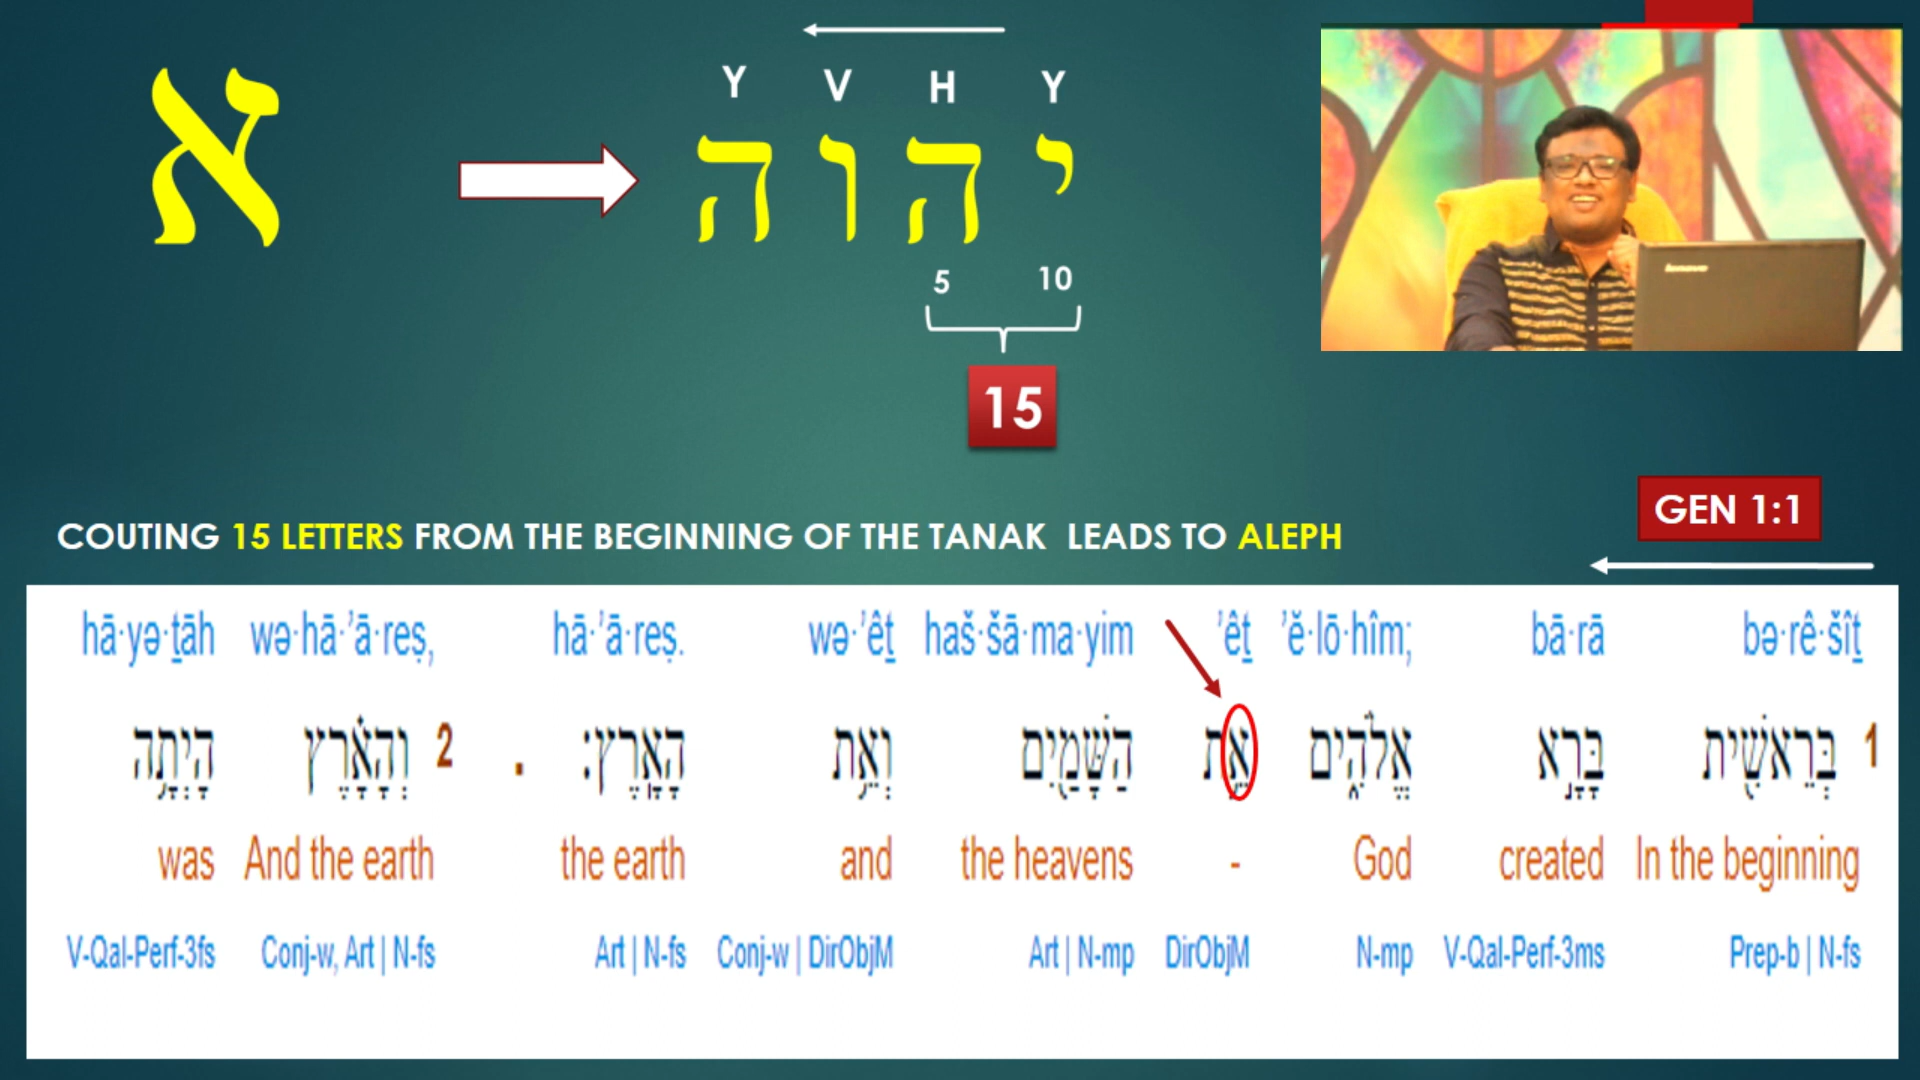 א
Y V H Y
יהוה
5 10
15
GEN 1:1
COUTING 15 LETTERS FROM THE BEGINNING OF THE TANAK LEADS TO ALEPH
hā·yə·ṯāh wə·hā·’ā·reṣ, hā·’ā·reṣ. wə·’êṯ haš·šā·ma·yim ’êṯ ’ĕ·lō·hîm; bā·rā bə·rê·šîṯ
1 בְּרֵאשִׁ֖ית בָּרָ֣א אֱלֹהִ֑ים אֵ֥ת הַשָּׁמַ֖יִם וְאֵ֥ת הָאָֽרֶץ׃ . 2 וְהָאָ֗רֶץ הָיְתָ֥ה
was And the earth the earth and the heavens - God created In the beginning
V-Qal-Perf-3fs Conj-w, Art | N-fs Art | N-fs Conj-w | DirObjM Art | N-mp DirObjM N-mp V-Qal-Perf-3ms Prep-b | N-fs
lenovo